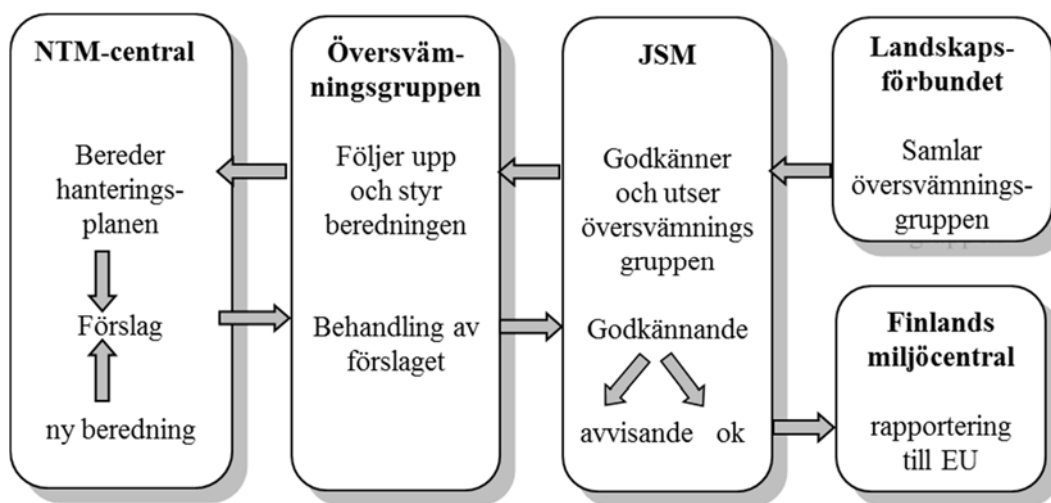 NTM-central
Bereder
hanterings-
planen
Förslag
ny beredning
Översväm-
ningsgruppen
Följer upp
och styr
beredningen
Behandling av
förslaget
JSM
Godkänner
och utser
översvämnings
gruppen
Godkännande
avvisande ok
Landskaps-
förbundet
Samlar
översvämnings-
gruppen
Finlands
miljöcentral
rapportering
till EU